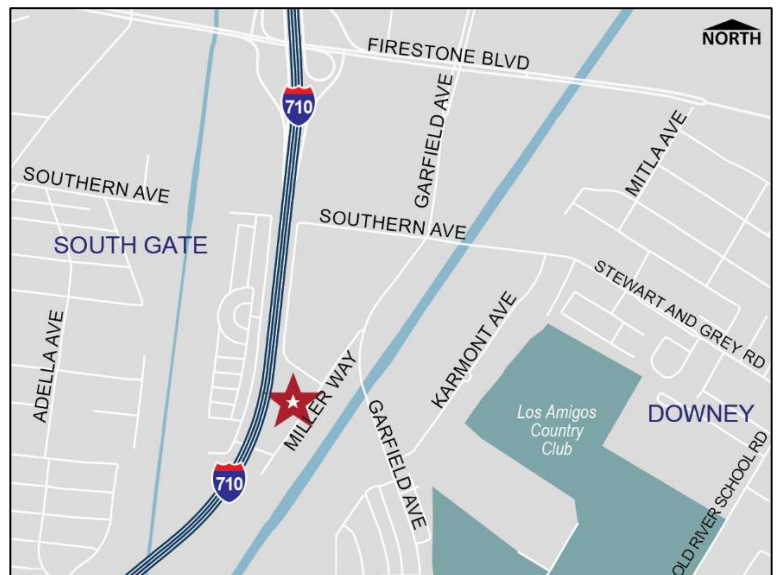 NORTH
FIRESTONE BLVD
710
GARFIELD AVE
MITLA AVE
SOUTHERN AVE
SOUTHERN AVE
SOUTH GATE
STEWART AND GREY RD
KARMONT AVE
ADELLA AVE
MILLER WAY
Los Amigos
Country
Club
DOWNEY
GARFIELD AVE
710
OLD RIVER SCHOOL RD